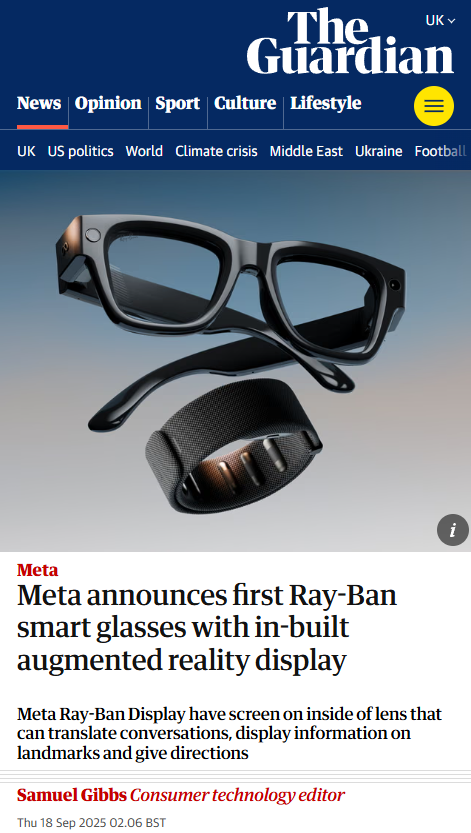 The
Guardian
UK
News
Opinion
Sport
Culture
Lifestyle
UK
US politics
World
Climate crisis
Middle East
Ukraine
Football
i
Meta
Meta announces first Ray-Ban
smart glasses with in-built
augmented reality display
Meta Ray-Ban Display have screen on inside of lens that
can translate conversations, display information on
landmarks and give directions
Samuel Gibbs Consumer technology editor
Thu 18 Sep 2025 02.06 BST